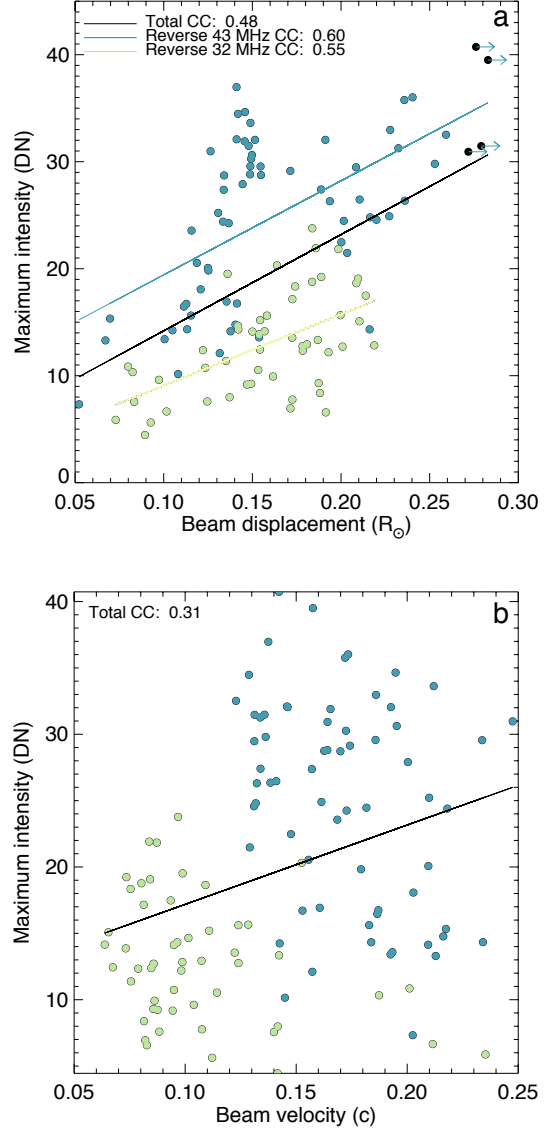 a
Total CC: 0.48
Reverse 43 MHz CC: 0.60
Reverse 32 MHz CC: 0.55
Maximum intensity (DN)
40
30
20
10
0
0.05 0.10 0.15 0.20 0.25 0.30
Beam displacement (R☉)
b
Total CC: 0.31
Maximum intensity (DN)
40
30
20
10
0.05 0.10 0.15 0.20 0.25
Beam velocity (c)